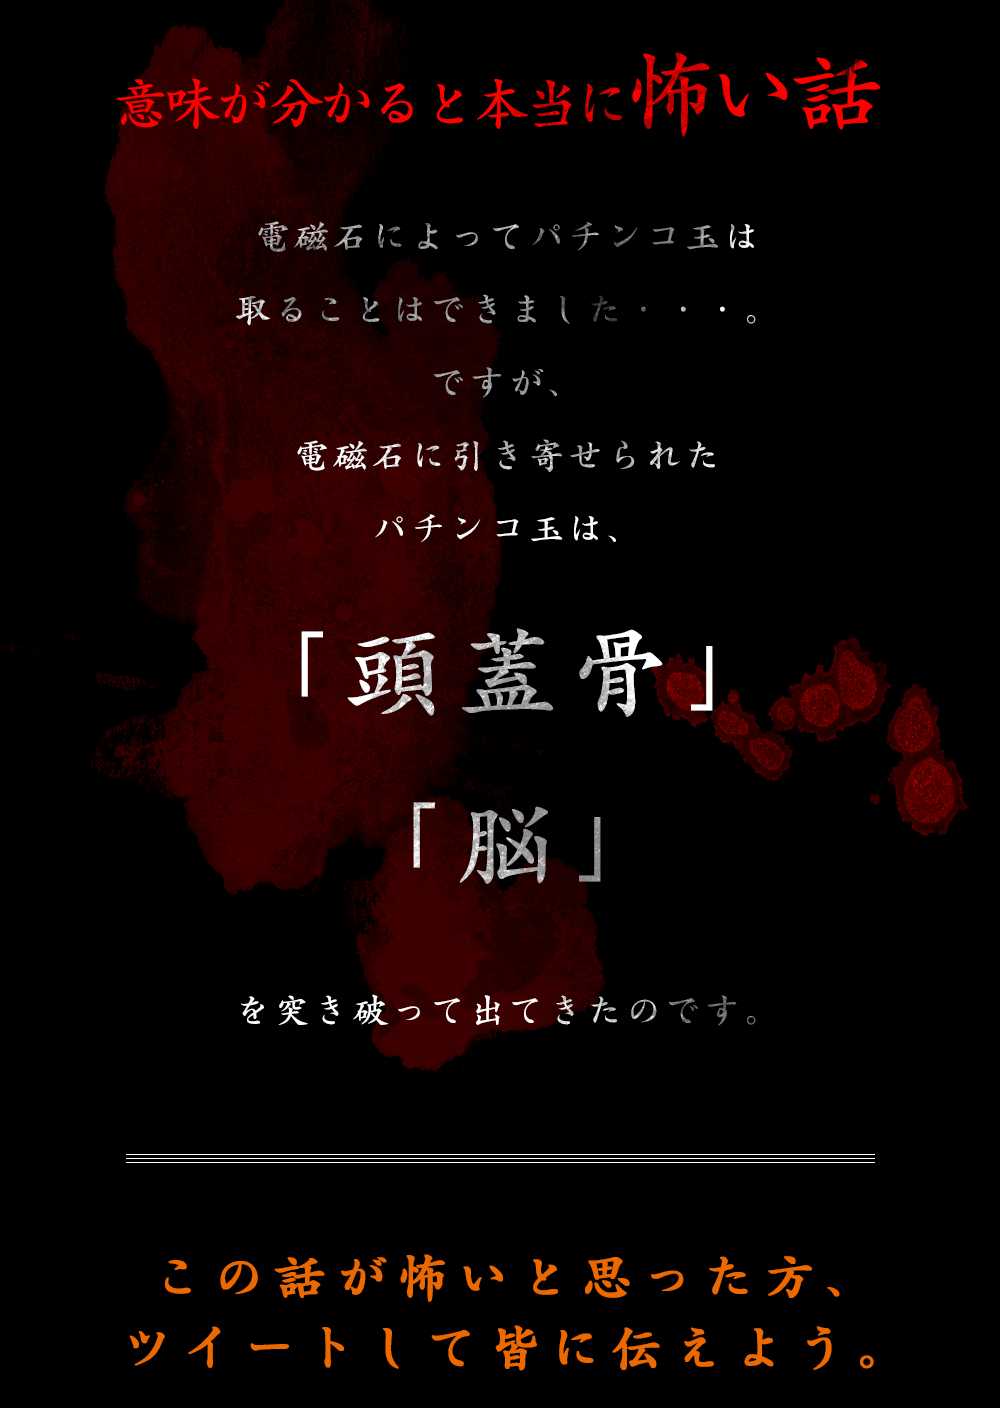 意味が分かると本当に怖い話
電磁石によってパチンコ玉は
取ることはできました・・・。
ですが、
電磁石に引き寄せられた
パチンコ玉は、
「頭蓋骨」
「脳」
を突き破って出てきたのです。
この話が怖いと思った方、
ツイートして皆に伝えよう。